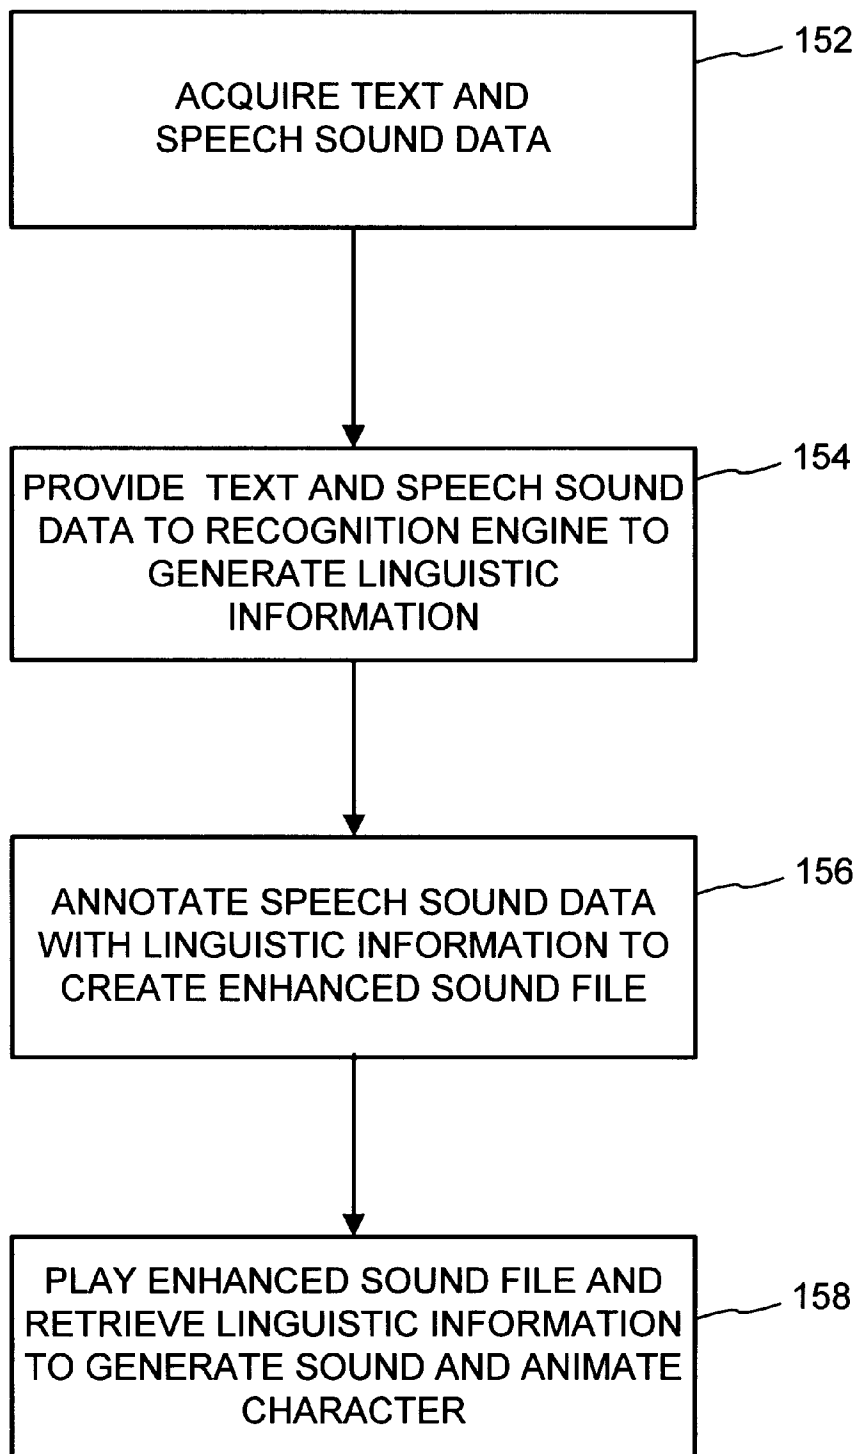 152
ACQUIRE TEXT AND
SPEECH SOUND DATA
154
PROVIDE TEXT AND SPEECH SOUND
DATA TO RECOGNITION ENGINE TO
GENERATE LINGUISTIC
INFORMATION
156
ANNOTATE SPEECH SOUND DATA
WITH LINGUISTIC INFORMATION TO
CREATE ENHANCED SOUND FILE
158
PLAY ENHANCED SOUND FILE AND
RETRIEVE LINGUISTIC INFORMATION
TO GENERATE SOUND AND ANIMATE
CHARACTER